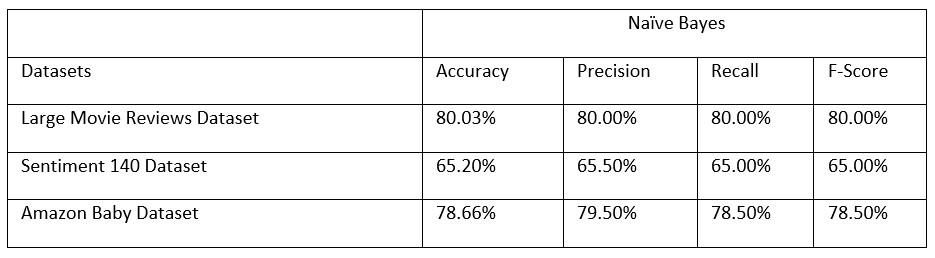 Naïve Bayes
Datasets Accuracy Precision Recall F-Score
Large Movie Reviews Dataset 80.03% 80.00% 80.00% 80.00%
Sentiment 140 Dataset 65.20% 65.50% 65.00% 65.00%
Amazon Baby Dataset 78.66% 79.50% 78.50% 78.50%